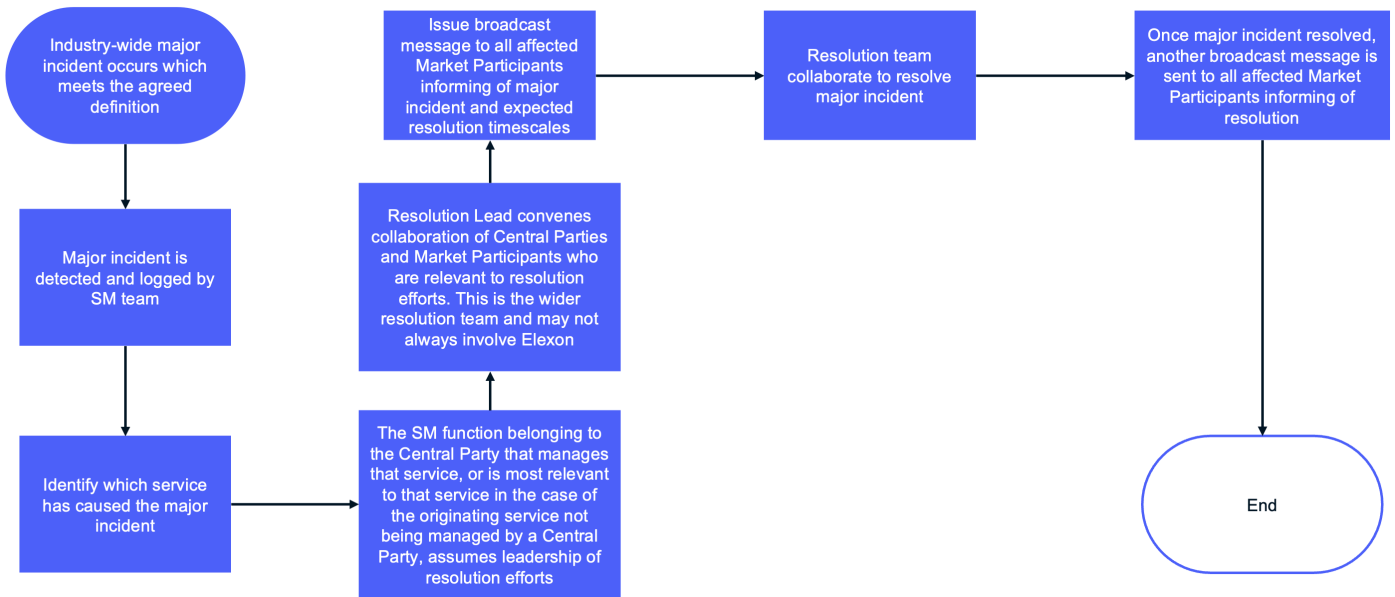 Industry-wide major
incident occurs which
meets the agreed
definition
Major incident is
detected and logged by
SM team
Identify which service
has caused the major
incident
The SM function belonging to
the Central Party that manages
that service, or is most relevant
to that service in the case of
the originating service not
being managed by a Central
Party, assumes leadership of
resolution efforts
Resolution Lead convenes
collaboration of Central Parties
and Market Participants who
are relevant to resolution
efforts. This is the wider
resolution team and may not
always involve Elexon
Issue broadcast
message to all affected
Market Participants
informing of major
incident and expected
resolution timescales
Resolution team
collaborate to resolve
major incident
Once major incident resolved,
another broadcast message is
sent to all affected Market
Participants informing of
resolution
End